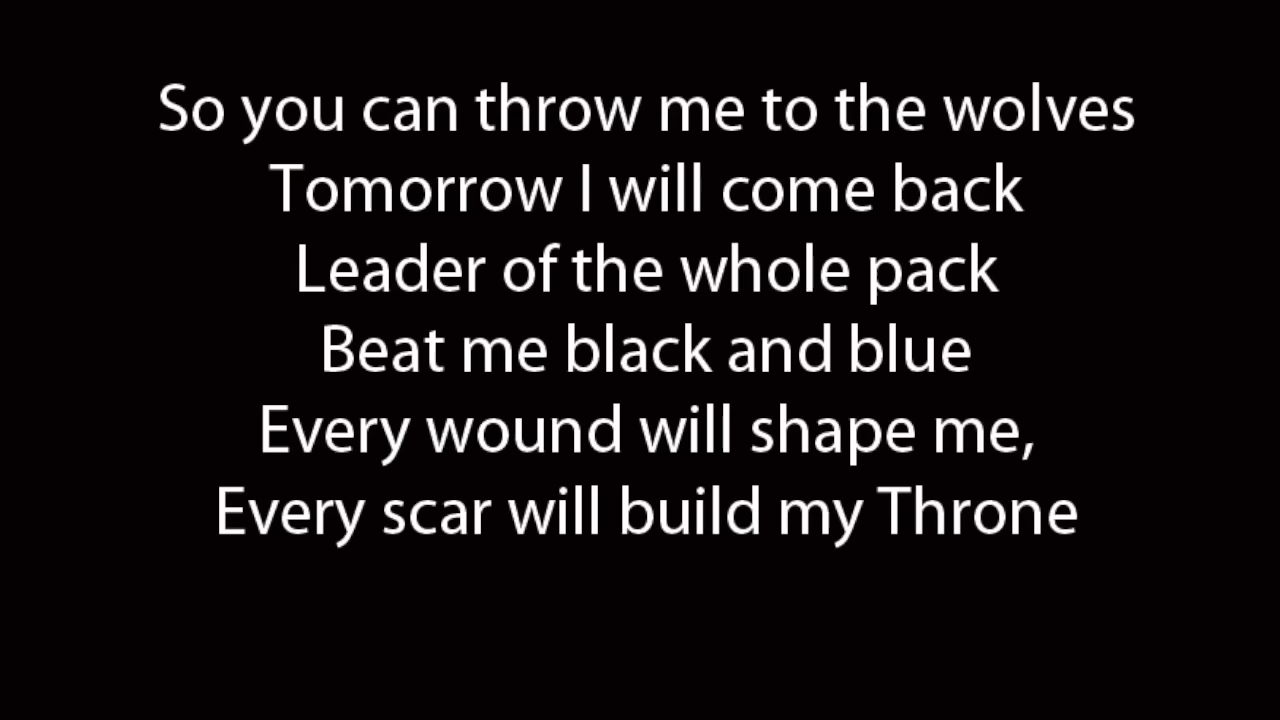 So you can throw me to the wolves
Tomorrow I will come back
Leader of the whole pack
Beat me black and blue
Every wound will shape me,
Every scar will build my Throne